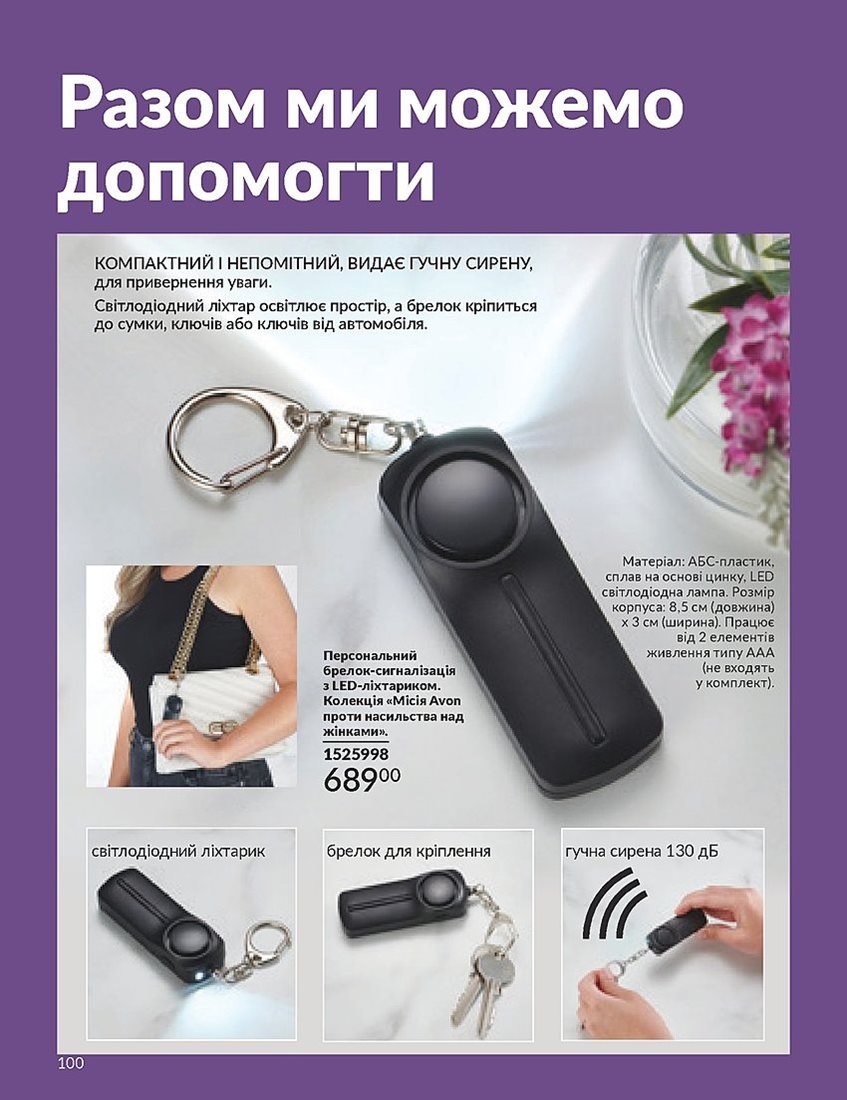 Разом ми можемо
допомогти
КОМПАКТНИЙ І НЕПОМІТНИЙ, ВИДАЄ ГУЧНУ СИРЕНУ,
для привернення уваги.
Світлодіодний ліхтар освітлює простір, а брелок кріпиться
до сумки, ключів або ключів від автомобіля.
Матеріал: АБС-пластик,
сплав на основі цинку, LED
світлодіодна лампа. Розмір
корпуса: 8,5 см (довжина)
х 3 см (ширина). Працює
від 2 елементів
живлення типу ААА
(не входять
у комплект).
Персональний
брелок-сигналізація
з LED-ліхтариком.
Колекція «Місія Avon
проти насильства над
жінками».
1525998
689⁰⁰
світлодіодний ліхтарик
брелок для кріплення
гучна сирена 130 дБ
100